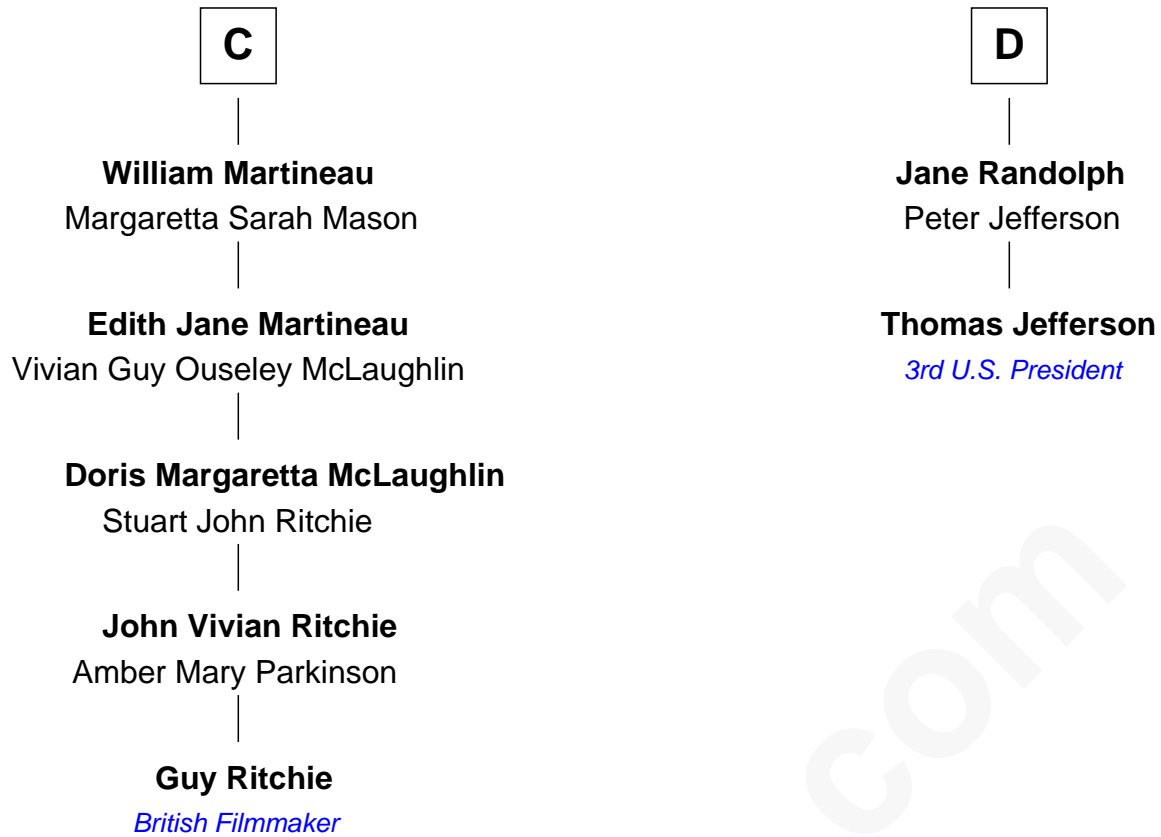 C
William Martineau
Margaretta Sarah Mason
Edith Jane Martineau
Vivian Guy Ouseley McLaughlin
Doris Margaretta McLaughlin
Stuart John Ritchie
John Vivian Ritchie
Amber Mary Parkinson
Guy Ritchie
British Filmmaker
D
Jane Randolph
Peter Jefferson
Thomas Jefferson
3rd U.S. President
com